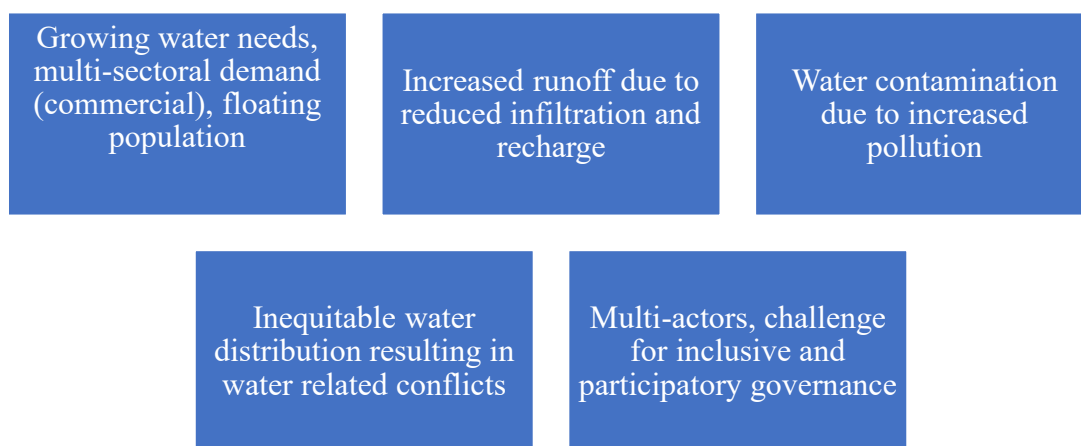 Growing water needs,
multi-sectoral demand
(commercial), floating
population
Increased runoff due to
reduced infiltration and
recharge
Water contamination
due to increased
pollution
Inequitable water
distribution resulting in
water related conflicts
Multi-actors, challenge
for inclusive and
participatory governance